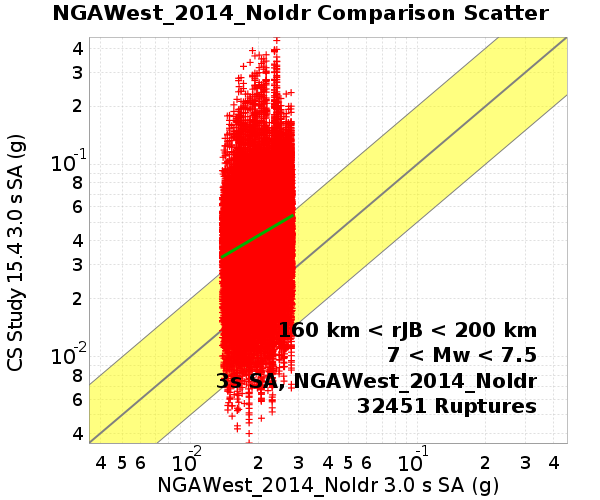 NGAWest_2014_NoIdr Comparison Scatter
CS Study 15.4 3.0 s SA (g)
4
3
2
10-1
8
6
4
3
2
10-2
8
6
4
160 km < rJB < 200 km
7 < Mw < 7.5
3s SA, NGAWest_2014_NoIdr
32451 Ruptures
4 5 6 10-2 2 3 4 5 6 10-1 2 3 4
NGAWest_2014_NoIdr 3.0 s SA (g)